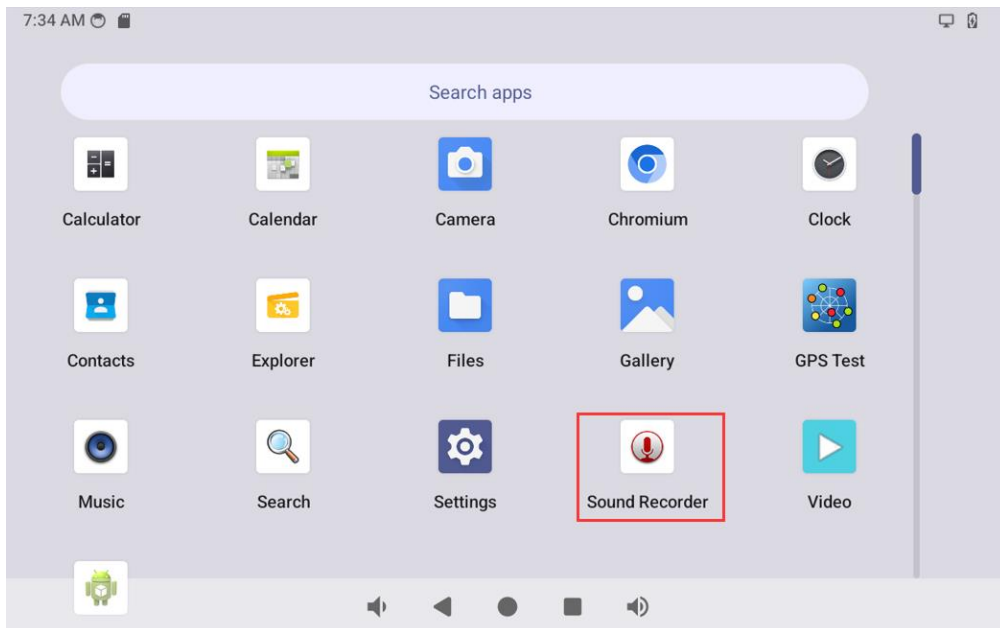 7:34 AM
Search apps
Calculator Calendar Camera Chromium Clock
Contacts Explorer Files Gallery GPS Test
Music Search Settings Sound Recorder Video